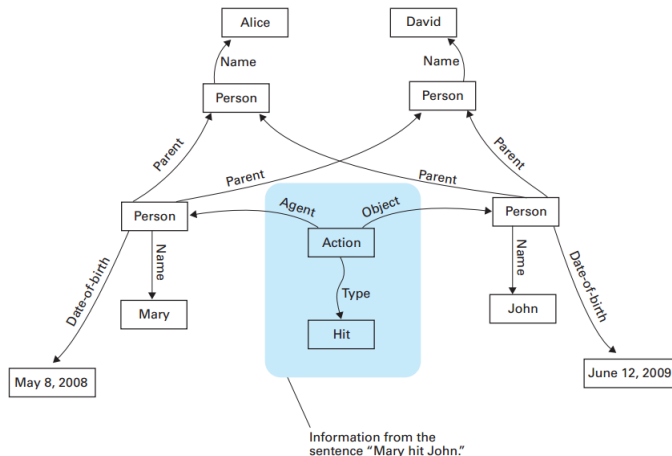 Alice
David
Name
Name
Person
Person
Parent
Parent
Parent
Parent
Person
Agent
Object
Person
Action
Date-of-birth
Name
Type
Name
Date-of-birth
Mary
John
Hit
May 8, 2008
June 12, 2009
Information from the
sentence “Mary hit John.”